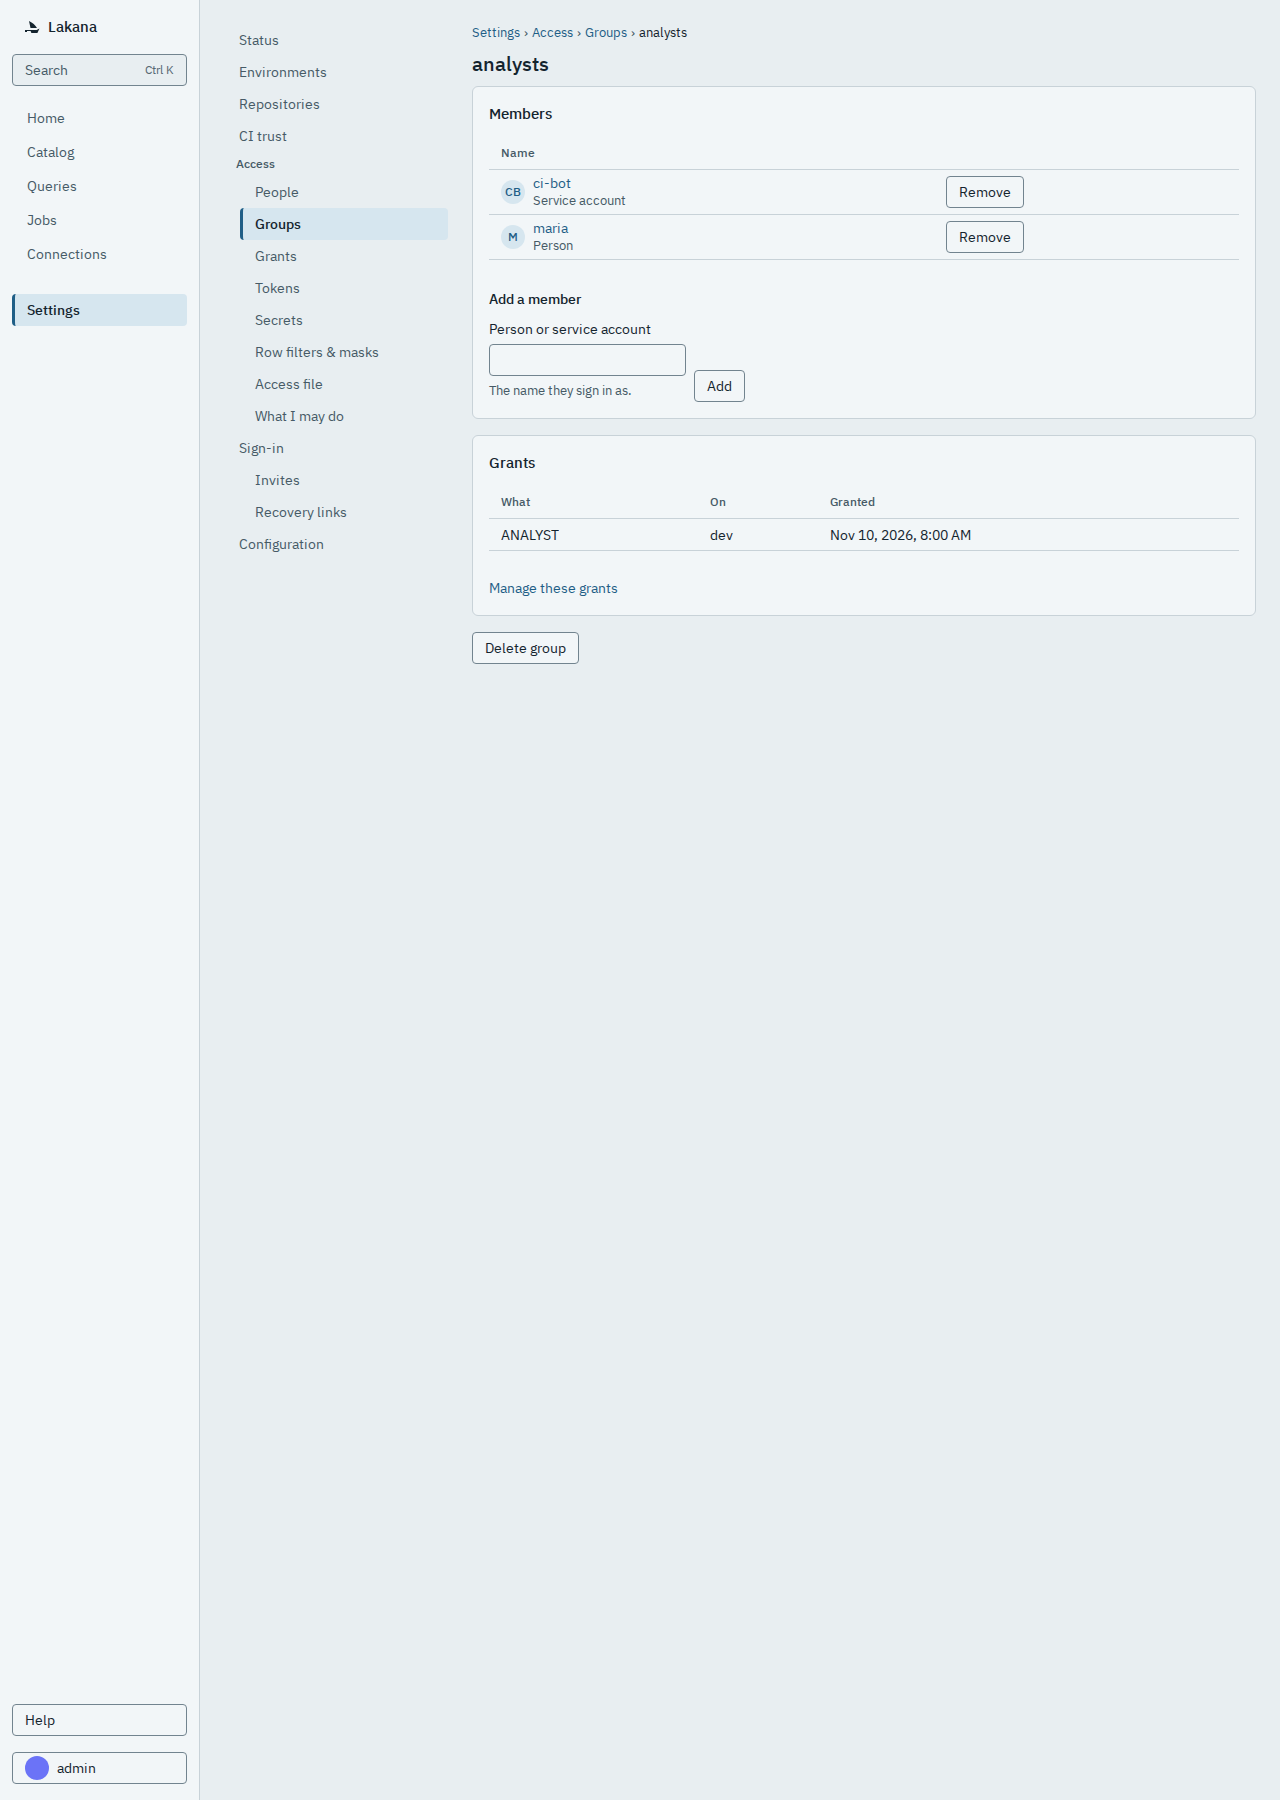 Lakana
Search Ctrl K
Home
Catalog
Queries
Jobs
Connections
Settings
Help
admin
Status
Environments
Repositories
CI trust
Access
People
Groups
Grants
Tokens
Secrets
Row filters & masks
Access file
What I may do
Sign-in
Invites
Recovery links
Configuration
Settings › Access › Groups › analysts
analysts
Members
Name
CB ci-bot Remove
Service account
M maria Remove
Person
Add a member
Person or service account
The name they sign in as.
Add
Grants
What On Granted
ANALYST dev Nov 10, 2026, 8:00 AM
Manage these grants
Delete group